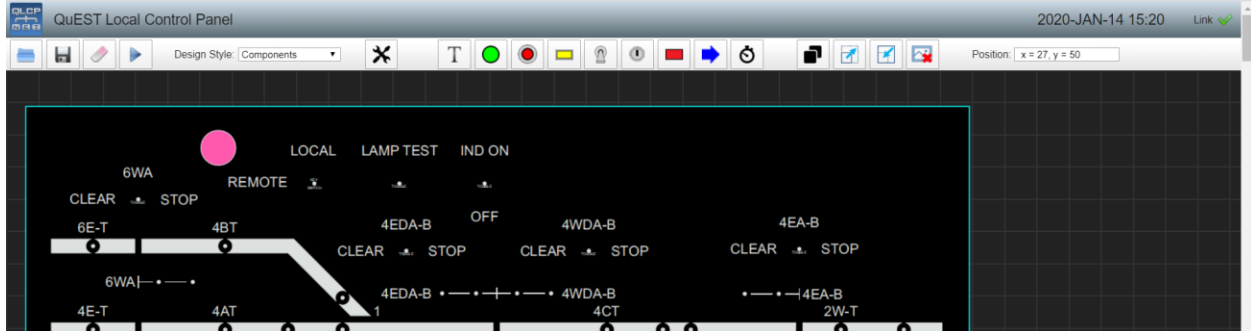 QLCP
NET
QuEST Local Control Panel
2020-JAN-14 15:20
Link
Design Style: Components
T
Position: x = 27, y = 50
LOCAL LAMP TEST IND ON
6WA
REMOTE
CLEAR STOP
OFF
6E-T 4BT 4EDA-B 4WDA-B 4EA-B
CLEAR STOP CLEAR STOP CLEAR STOP
6WA
4EDA-B 4WDA-B 4EA-B
4E-T 4AT 1 4CT 2W-T